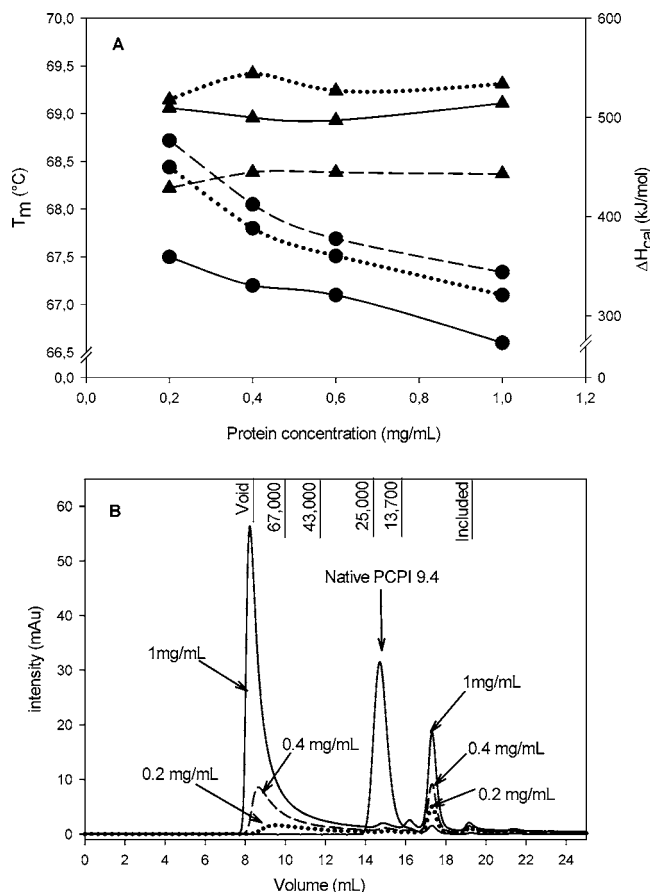 70,0
69,5
69,0
68,5
68,0
67,5
67,0
66,5
0,0
Tm (°C)
A
600
500
400
300
0
ΔHcal (kJ/mol)
0,0 0,2 0,4 0,6 0,8 1,0 1,2
Protein concentration (mg/mL)
60
50
40
30
20
10
0
intensity (mAu)
B
Void
67,000
43,000
25,000
13,700
Included
Native PCPI 9.4
1mg/mL
0.4 mg/mL
0.2 mg/mL
1mg/mL
0.4 mg/mL
0.2 mg/mL
0 2 4 6 8 10 12 14 16 18 20 22 24
Volume (mL)